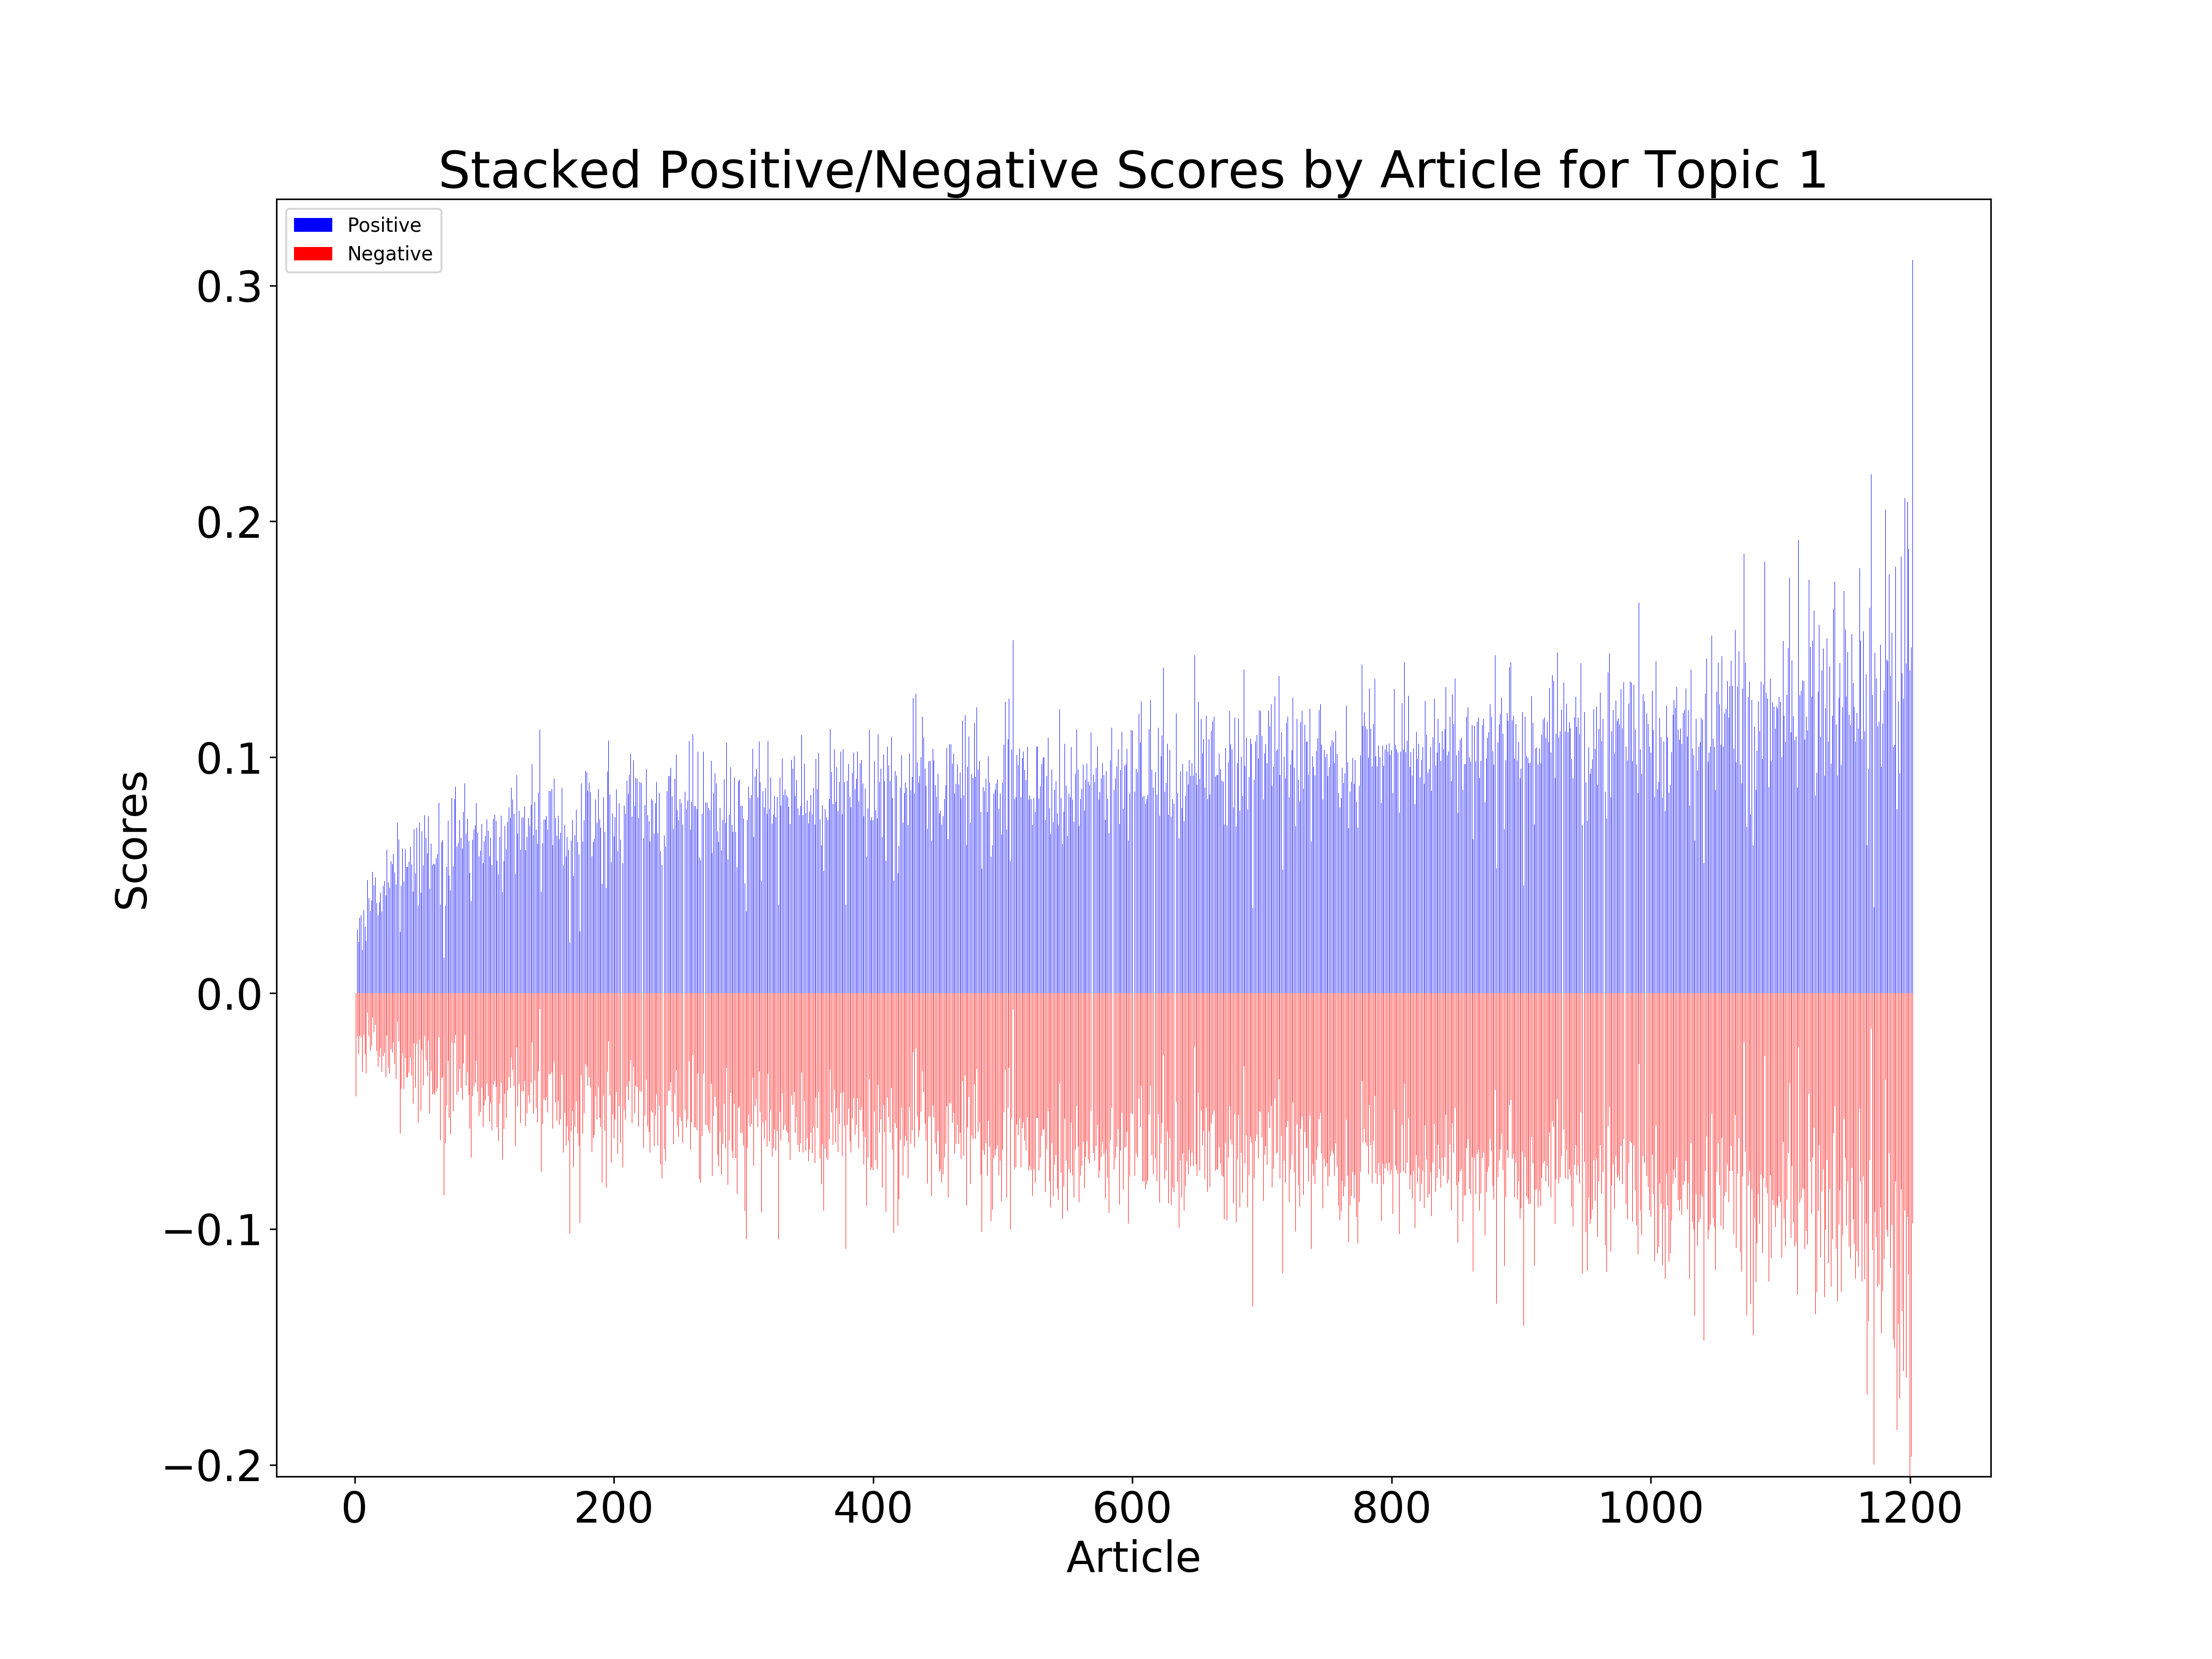 Stacked Positive/Negative Scores by Article for Topic 1
Positive
Negative
0.3
0.2
0.1
0.0
−0.1
−0.2
Scores
0 200 400 600 800 1000 1200
Article